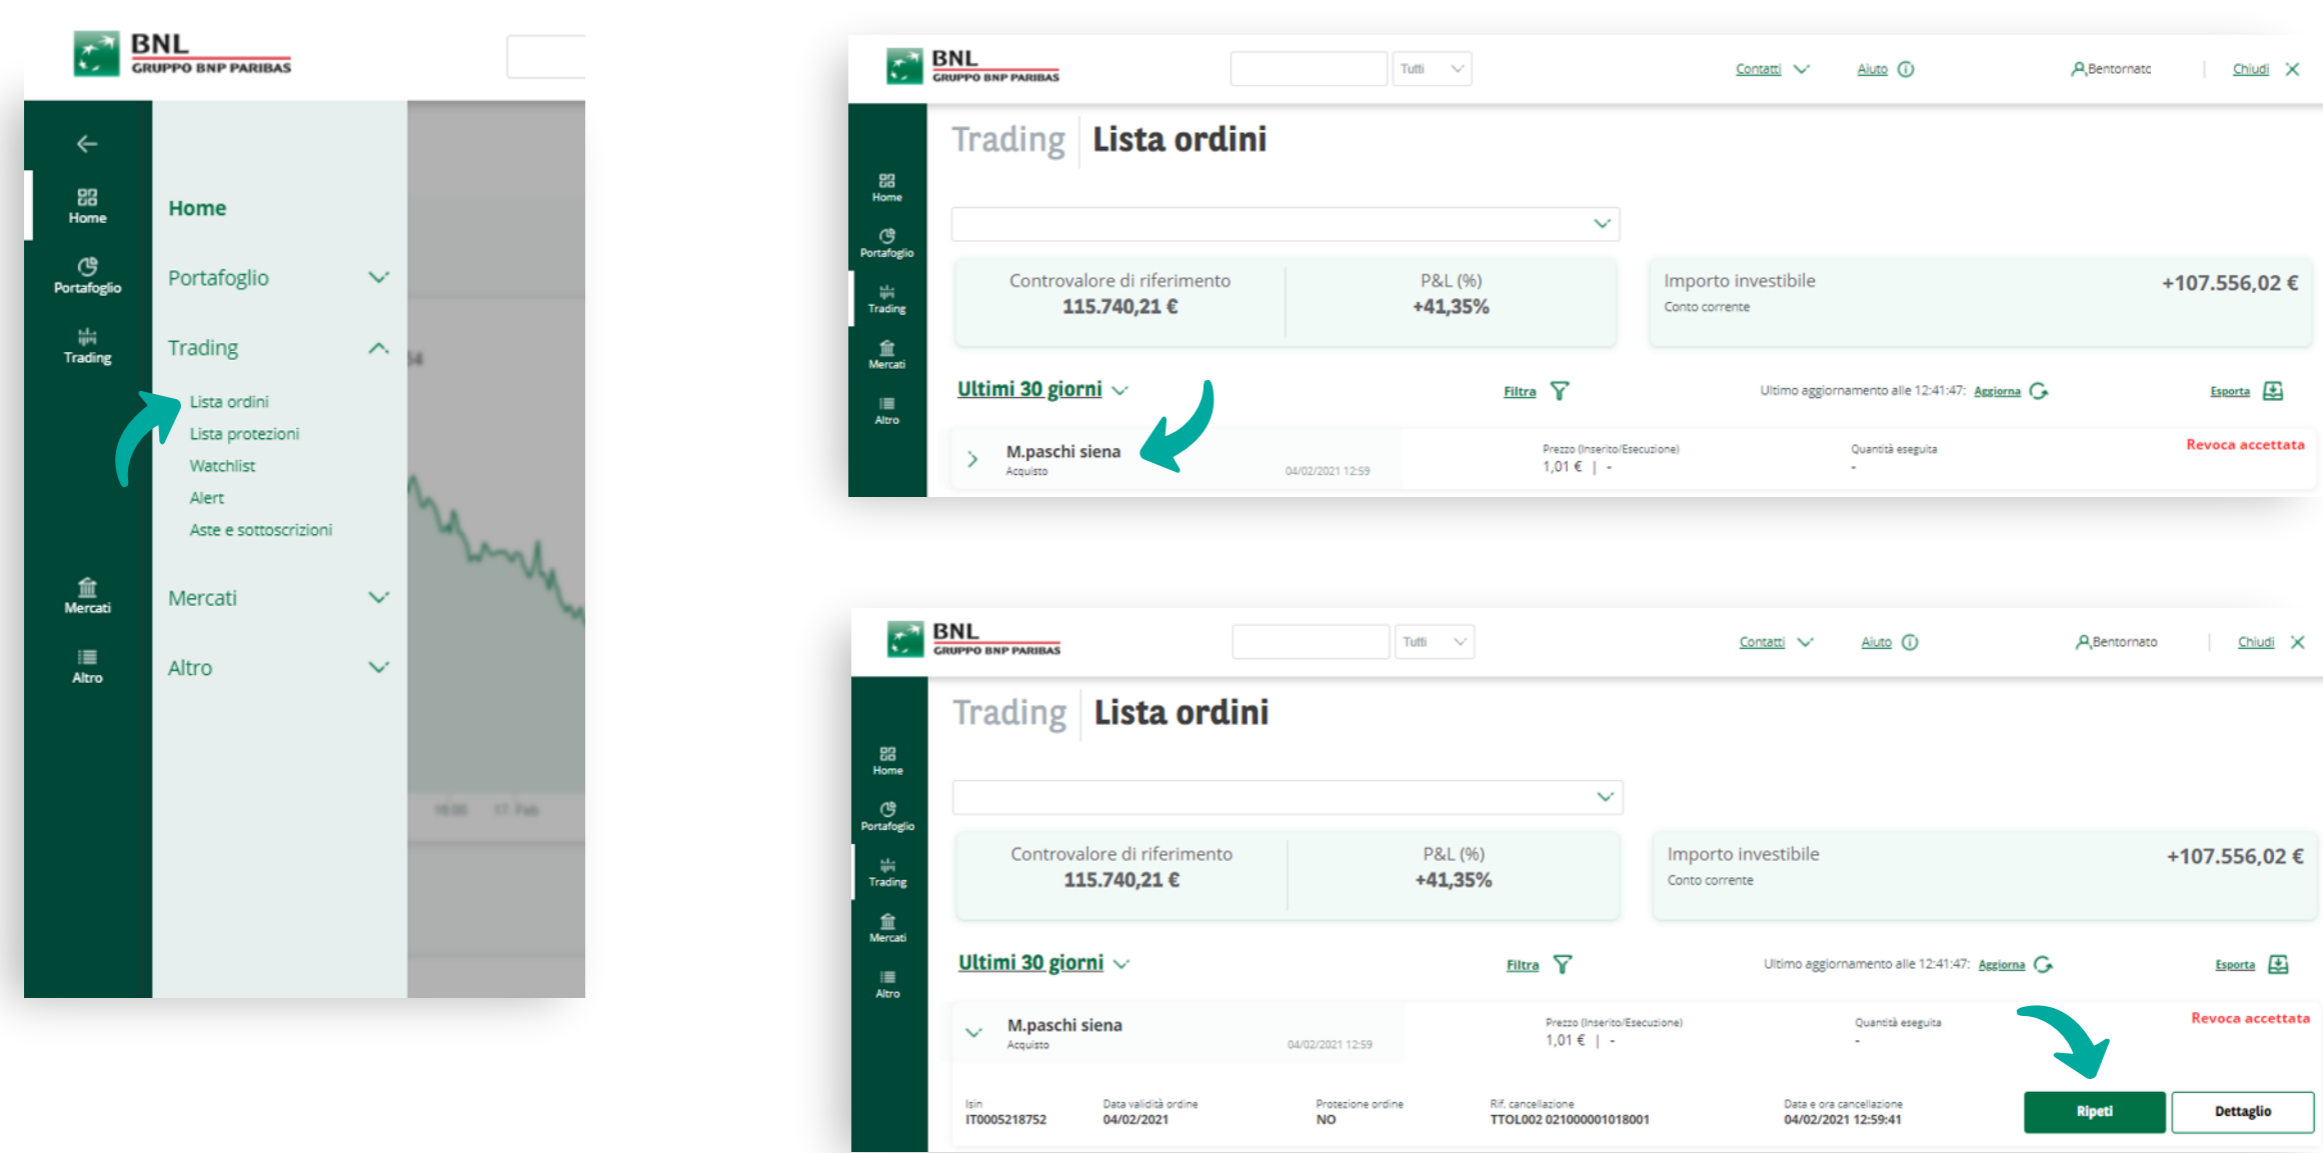 BNL
GRUPPO BNP PARIBAS
Home
Portafoglio
Trading
Mercati
Altro
Home
Portafoglio
Trading
Lista ordini
Lista protezioni
Watchlist
Alert
Aste e sottoscrizioni
Mercati
Altro
54
16:00 17. Feb
BNL
GRUPPO BNP PARIBAS
Tutti
Contatti
Aiuto
Bentornato
Chiudi
Home
Portafoglio
Trading
Mercati
Altro
Trading Lista ordini
Controvalore di riferimento
115.740,21 €
P&L (%)
+41,35%
Importo investibile
Conto corrente
+107.556,02 €
Ultimi 30 giorni
Filtra
Ultimo aggiornamento alle 12:41:47: Aggiorna
Esporta
M.paschi siena
Acquisto
04/02/2021 12:59
Prezzo (Inserito/Esecuzione)
1,01 € | -
Quantità eseguita
-
Revoca accettata
BNL
GRUPPO BNP PARIBAS
Tutti
Contatti
Aiuto
Bentornato
Chiudi
Home
Portafoglio
Trading
Mercati
Altro
Trading Lista ordini
Controvalore di riferimento
115.740,21 €
P&L (%)
+41,35%
Importo investibile
Conto corrente
+107.556,02 €
Ultimi 30 giorni
Filtra
Ultimo aggiornamento alle 12:41:47: Aggiorna
Esporta
M.paschi siena
Acquisto
04/02/2021 12:59
Prezzo (Inserito/Esecuzione)
1,01 € | -
Quantità eseguita
-
Revoca accettata
Isin
IT0005218752
Data validità ordine
04/02/2021
Protezione ordine
NO
Rif. cancellazione
TTOL002 021000001018001
Data e ora cancellazione
04/02/2021 12:59:41
Ripeti
Dettaglio